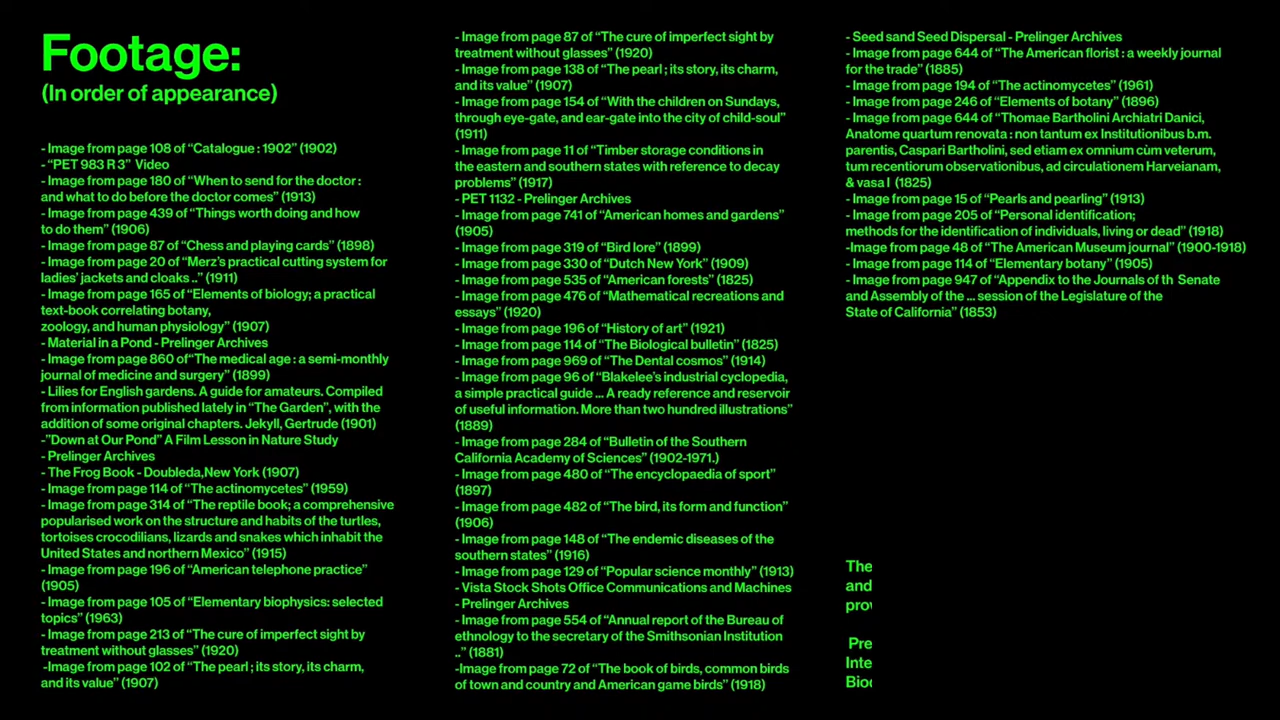 Footage:
(In order of appearance)
- Image from page 108 of “Catalogue : 1902” (1902)
- “PET 983 R 3” Video
- Image from page 180 of “When to send for the doctor :
and what to do before the doctor comes” (1913)
- Image from page 439 of “Things worth doing and how
to do them” (1906)
- Image from page 87 of “Chess and playing cards” (1898)
- Image from page 20 of “Merz’s practical cutting system for
ladies’ jackets and cloaks ..” (1911)
- Image from page 165 of “Elements of biology; a practical
text-book correlating botany,
zoology, and human physiology” (1907)
- Material in a Pond - Prelinger Archives
- Image from page 860 of“The medical age : a semi-monthly
journal of medicine and surgery” (1899)
- Lilies for English gardens. A guide for amateurs. Compiled
from information published lately in “The Garden”, with the
addition of some original chapters. Jekyll, Gertrude (1901)
-”Down at Our Pond” A Film Lesson in Nature Study
- Prelinger Archives
- The Frog Book - Doubleda,New York (1907)
- Image from page 114 of “The actinomycetes” (1959)
- Image from page 314 of “The reptile book; a comprehensive
popularised work on the structure and habits of the turtles,
tortoises crocodilians, lizards and snakes which inhabit the
United States and northern Mexico” (1915)
- Image from page 196 of “American telephone practice”
(1905)
- Image from page 105 of “Elementary biophysics: selected
topics” (1963)
- Image from page 213 of “The cure of imperfect sight by
treatment without glasses” (1920)
-Image from page 102 of “The pearl ; its story, its charm,
and its value” (1907)
- Image from page 87 of “The cure of imperfect sight by
treatment without glasses” (1920)
- Image from page 138 of “The pearl ; its story, its charm,
and its value” (1907)
- Image from page 154 of “With the children on Sundays,
through eye-gate, and ear-gate into the city of child-soul”
(1911)
- Image from page 11 of “Timber storage conditions in
the eastern and southern states with reference to decay
problems” (1917)
- PET 1132 - Prelinger Archives
- Image from page 741 of “American homes and gardens”
(1905)
- Image from page 319 of “Bird lore” (1899)
- Image from page 330 of “Dutch New York” (1909)
- Image from page 535 of “American forests” (1825)
- Image from page 476 of “Mathematical recreations and
essays” (1920)
- Image from page 196 of “History of art” (1921)
- Image from page 114 of “The Biological bulletin” (1825)
- Image from page 969 of “The Dental cosmos” (1914)
- Image from page 96 of “Blakelee’s industrial cyclopedia,
a simple practical guide ... A ready reference and reservoir
of useful information. More than two hundred illustrations”
(1889)
- Image from page 284 of “Bulletin of the Southern
California Academy of Sciences” (1902-1971.)
- Image from page 480 of “The encyclopaedia of sport”
(1897)
- Image from page 482 of “The bird, its form and function”
(1906)
- Image from page 148 of “The endemic diseases of the
southern states” (1916)
- Image from page 129 of “Popular science monthly” (1913)
- Vista Stock Shots Office Communications and Machines
- Prelinger Archives
- Image from page 554 of “Annual report of the Bureau of
ethnology to the secretary of the Smithsonian Institution
..” (1881)
-Image from page 72 of “The book of birds, common birds
of town and country and American game birds” (1918)
- Seed sand Seed Dispersal - Prelinger Archives
- Image from page 644 of “The American florist : a weekly journal
for the trade” (1885)
- Image from page 194 of “The actinomycetes” (1961)
- Image from page 246 of “Elements of botany” (1896)
- Image from page 644 of “Thomae Bartholini Archiatri Danici,
Anatome quartum renovata : non tantum ex Institutionibus b.m.
parentis, Caspari Bartholini, sed etiam ex omnium cùm veterum,
tum recentiorum observationibus, ad circulationem Harveianam,
& vasa l (1825)
- Image from page 15 of “Pearls and pearling” (1913)
- Image from page 205 of “Personal identification;
methods for the identification of individuals, living or dead” (1918)
-Image from page 48 of “The American Museum journal” (1900-1918)
- Image from page 114 of “Elementary botany” (1905)
- Image from page 947 of “Appendix to the Journals of th Senate
and Assembly of the ... session of the Legislature of the
State of California” (1853)
The
and
prov
Pre
Inte
Bio